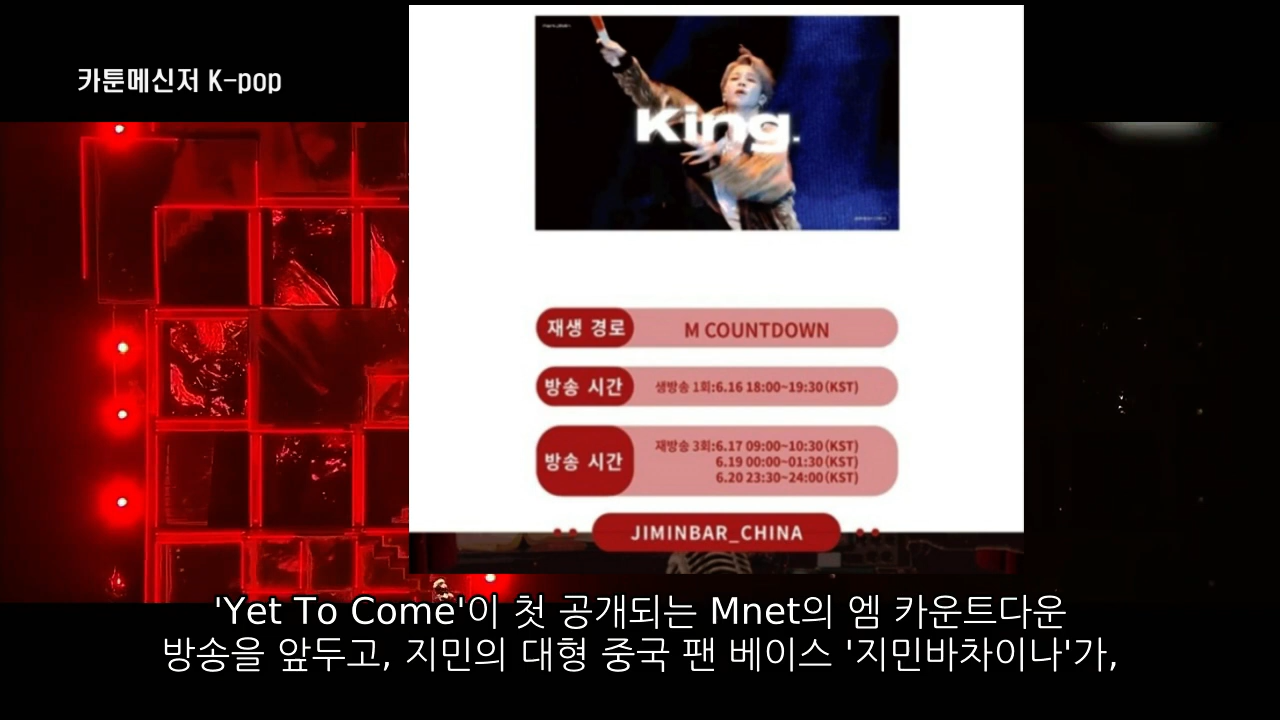 카툰메신저 K-pop
King.
재생 경로
M COUNTDOWN
방송 시간
생방송 1회:6.16 18:00~19:30(KST)
방송 시간
재방송 3회:6.17 09:00~10:30(KST)
6.19 00:00~01:30(KST)
6.20 23:30~24:00(KST)
JIMINBAR_CHINA
'Yet To Come'이 첫 공개되는 Mnet의 엠 카운트다운
방송을 앞두고, 지민의 대형 중국 팬 베이스 '지민바차이나'가,